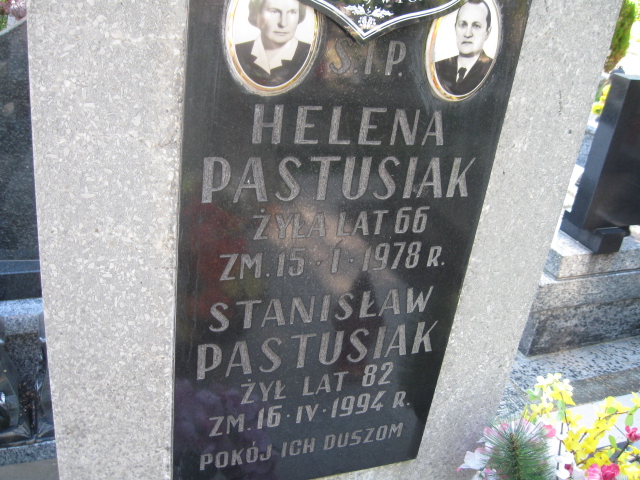 Ś.†P.
HELENA
PASTUSIAK
ŻYŁA LAT 66
ZM. 15·I·1978 R.
STANISŁAW
PASTUSIAK
ŻYŁ LAT 82
ZM. 16·IV·1994 R.
POKÓJ ICH DUSZOM